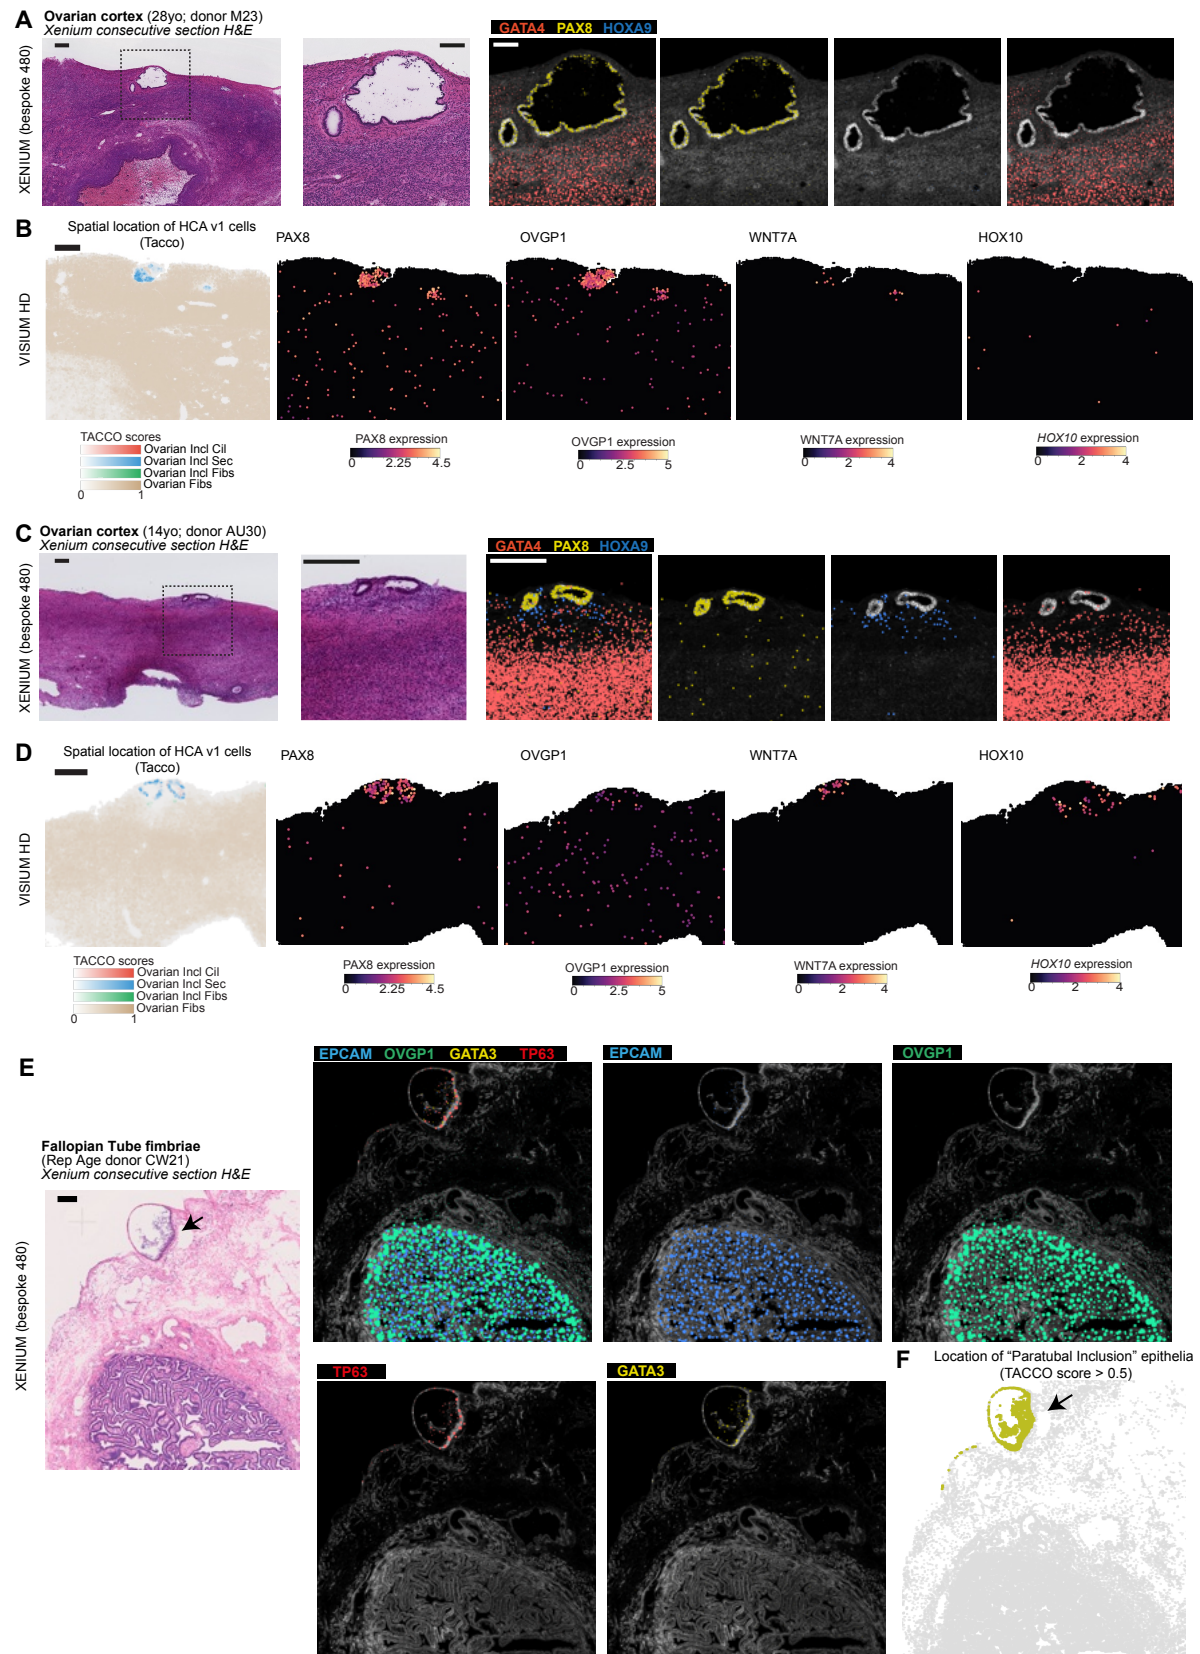 A
Ovarian cortex (28yo; donor M23)
Xenium consecutive section H&E
GATA4 PAX8 HOXA9
XENIUM (bespoke 480)
B
Spatial location of HCA v1 cells
(Tacco)
PAX8
OVGP1
WNT7A
HOX10
VISIUM HD
TACCO scores
Ovarian Incl Cil
Ovarian Incl Sec
Ovarian Incl Fibs
Ovarian Fibs
0 1
PAX8 expression
0 2.25 4.5
OVGP1 expression
0 2.5 5
WNT7A expression
0 2 4
HOX10 expression
0 2 4
C
Ovarian cortex (14yo; donor AU30)
Xenium consecutive section H&E
GATA4 PAX8 HOXA9
XENIUM (bespoke 480)
D
Spatial location of HCA v1 cells
(Tacco)
PAX8
OVGP1
WNT7A
HOX10
VISIUM HD
TACCO scores
Ovarian Incl Cil
Ovarian Incl Sec
Ovarian Incl Fibs
Ovarian Fibs
0 1
PAX8 expression
0 2.25 4.5
OVGP1 expression
0 2.5 5
WNT7A expression
0 2 4
HOX10 expression
0 2 4
E
Fallopian Tube fimbriae
(Rep Age donor CW21)
Xenium consecutive section H&E
XENIUM (bespoke 480)
EPCAM OVGP1 GATA3 TP63
EPCAM
OVGP1
TP63
GATA3
F
Location of “Paratubal Inclusion” epithelia
(TACCO score > 0.5)